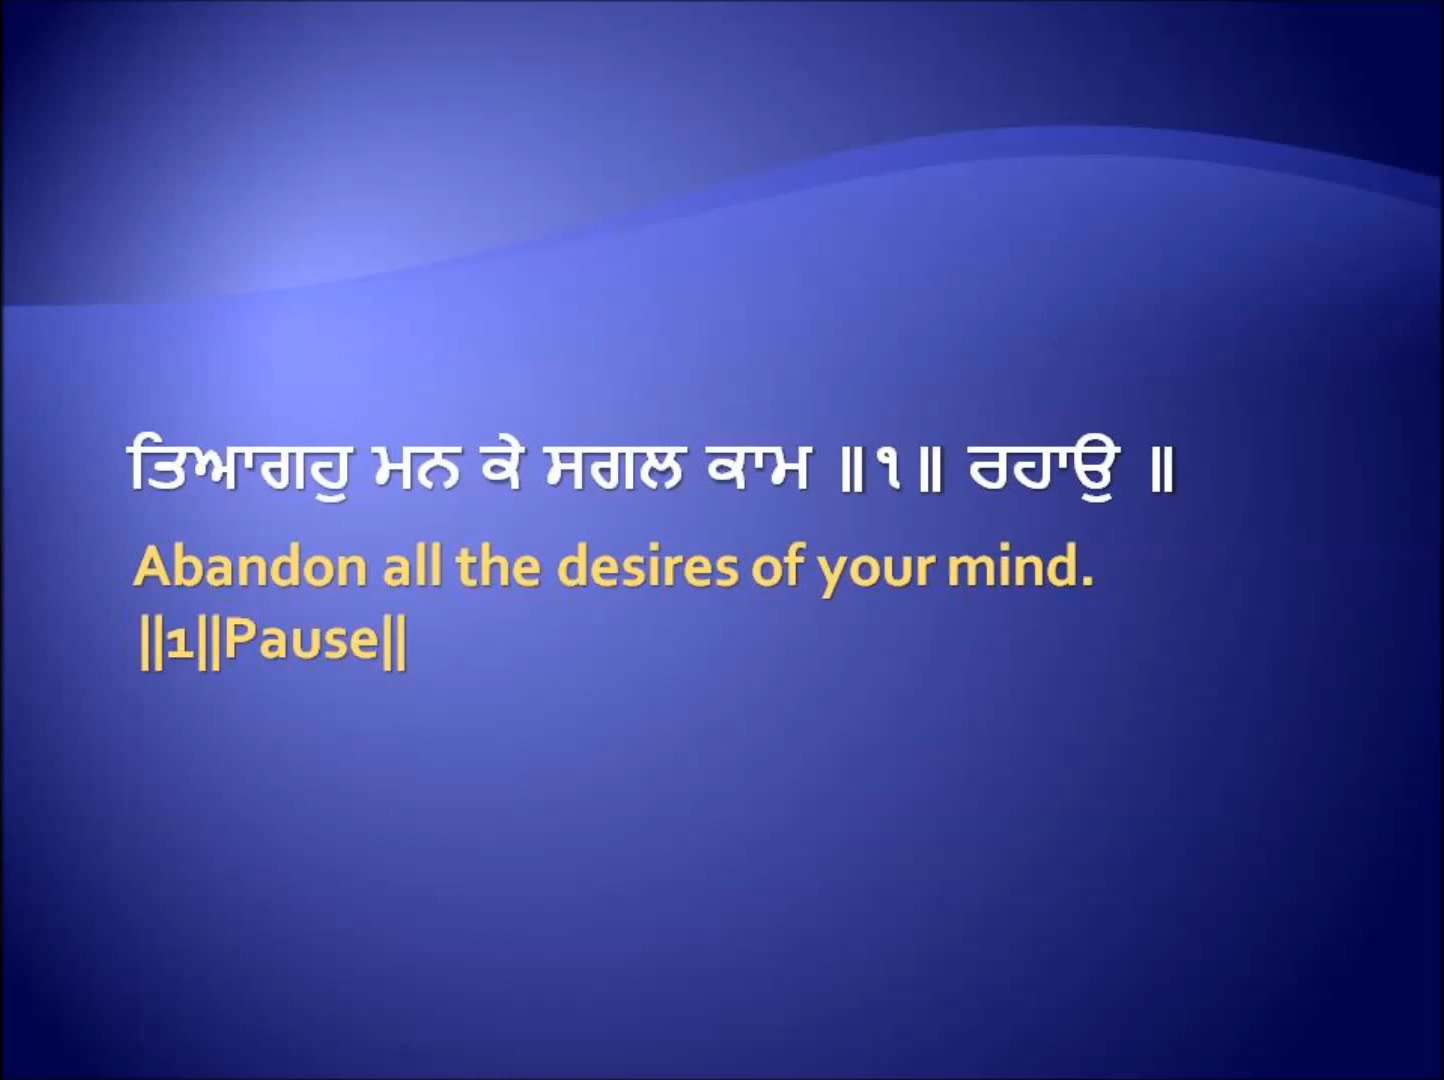 ਤਿਆਗਹੁ ਮਨ ਕੇ ਸਗਲ ਕਾਮ ॥੧॥ ਰਹਾਉ ॥
Abandon all the desires of your mind.
||1||Pause||